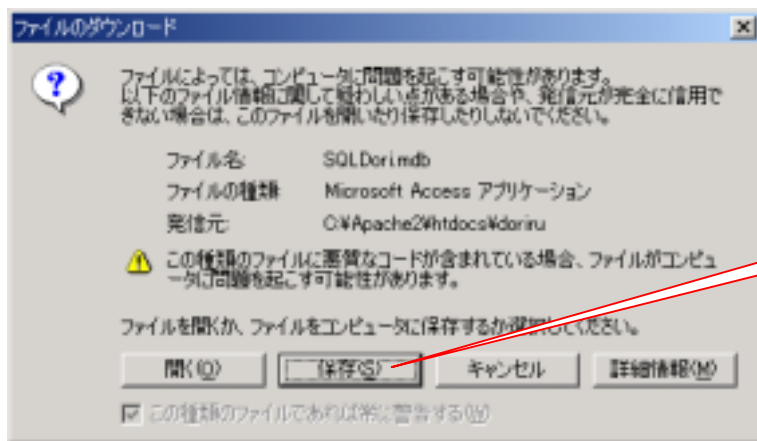 ファイルのダウンロード
ファイルによっては、コンピュータに問題を起こす可能性があります。
以下のファイル情報に関して疑わしい点がある場合や、発信元が完全に信用で
きない場合は、このファイルを開いたり保存したりしないでください。
ファイル名: SQLDori.mdb
ファイルの種類: Microsoft Access アプリケーション
発信元: C:¥Apache2¥htdocs¥doriru
この種類のファイルに悪質なコードが含まれている場合、ファイルがコンピュ
ータに問題を起こす可能性があります。
ファイルを開くか、ファイルをコンピュータに保存するか選択してください。
開く(O) 保存(S) キャンセル 詳細情報(M)
この種類のファイルであれば常に警告する(W)